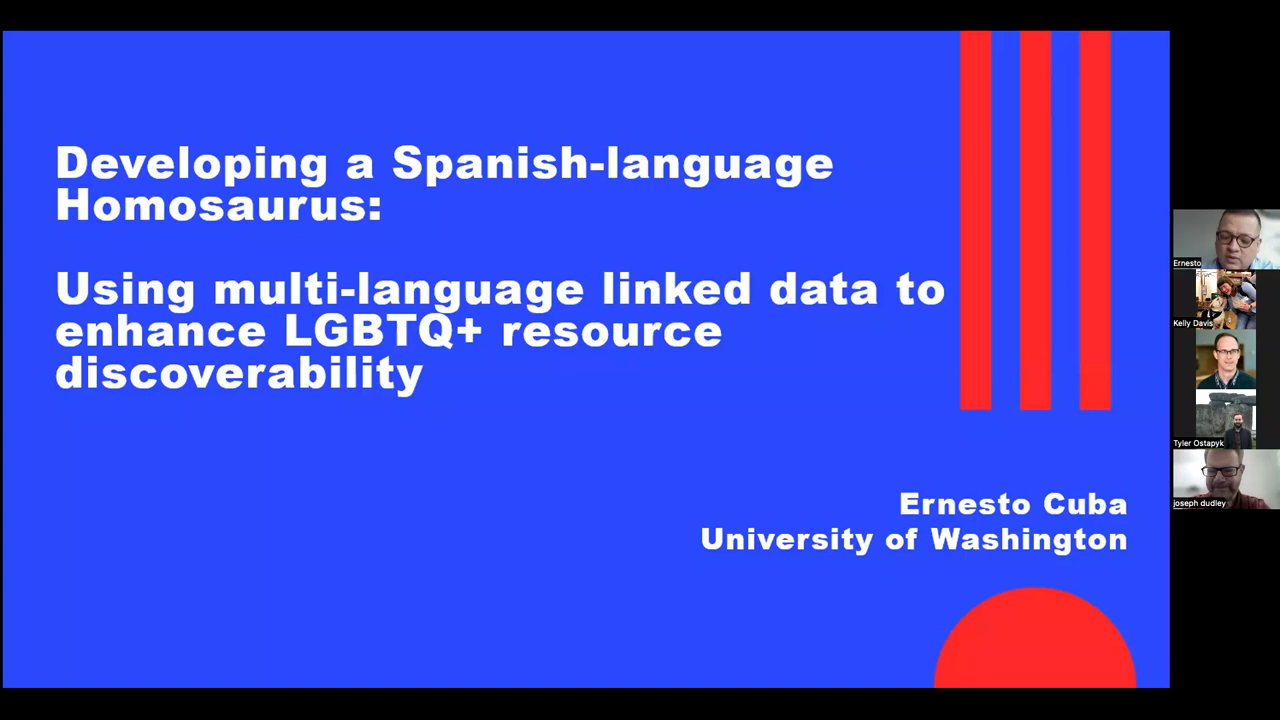 Developing a Spanish-language
Homosaurus:
Using multi-language linked data to
enhance LGBTQ+ resource
discoverability
Ernesto Cuba
University of Washington
Ernesto
Kelly Davis
Tyler Ostapyk
joseph dudley